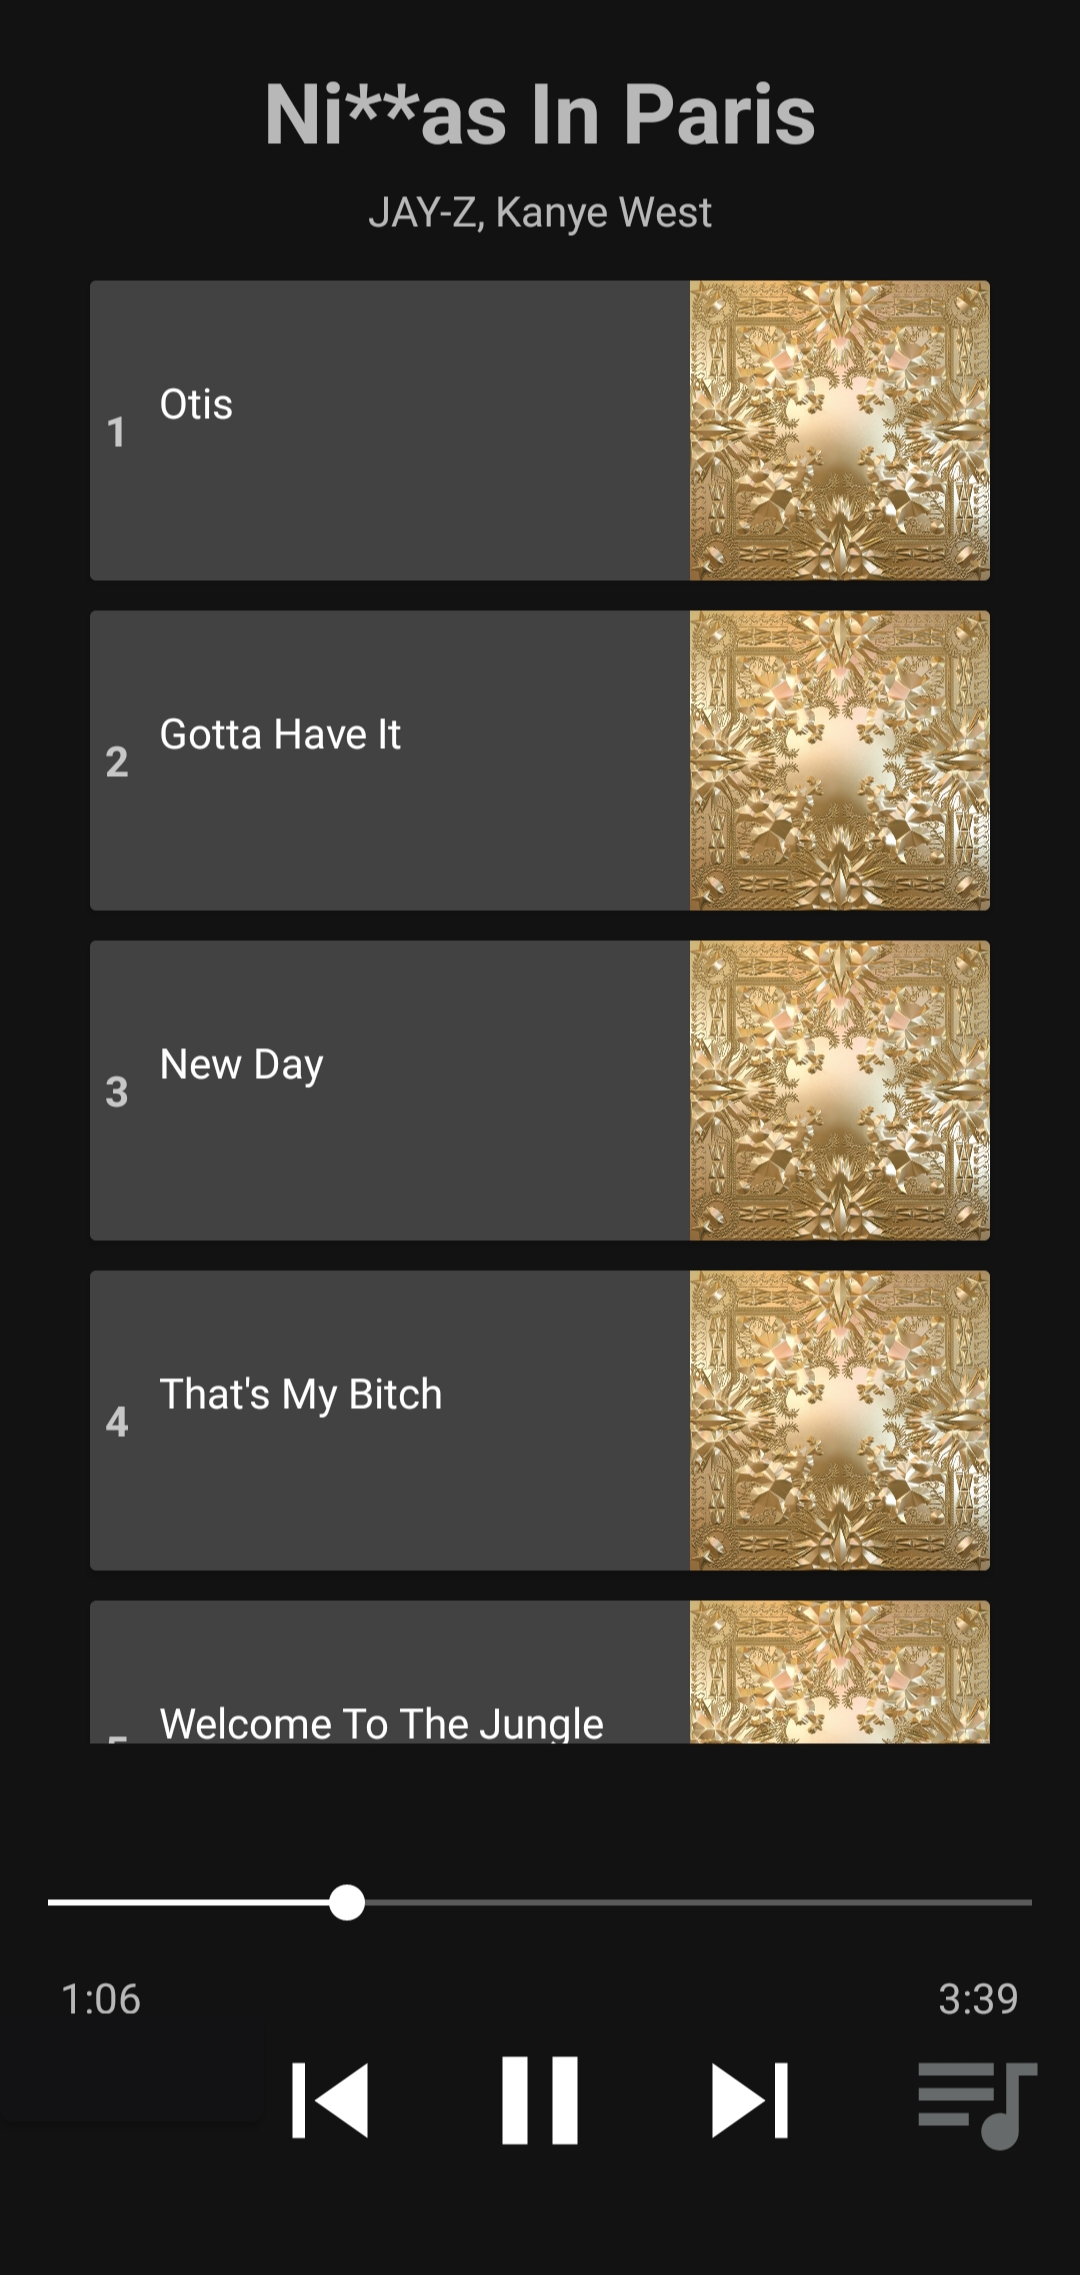 Ni**as In Paris
JAY-Z, Kanye West
1
Otis
2
Gotta Have It
3
New Day
4
That's My Bitch
Welcome To The Jungle
1:06
3:39